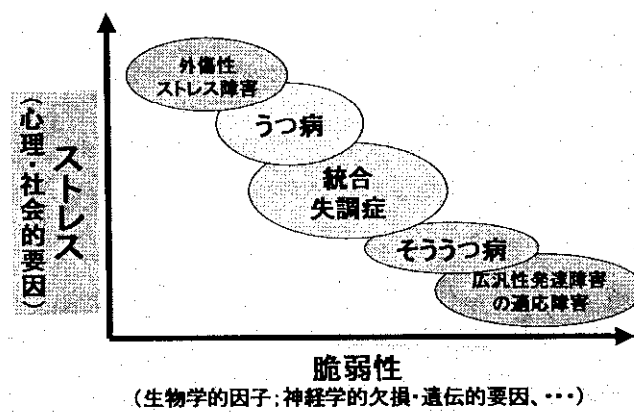 外傷性
ストレス障害
うつ病
統合
失調症
そううつ病
広汎性発達障害
の適応障害
ストレス
(心理・社会的要因)
脆弱性
(生物学的因子;神経学的欠損・遺伝的要因、・・・)